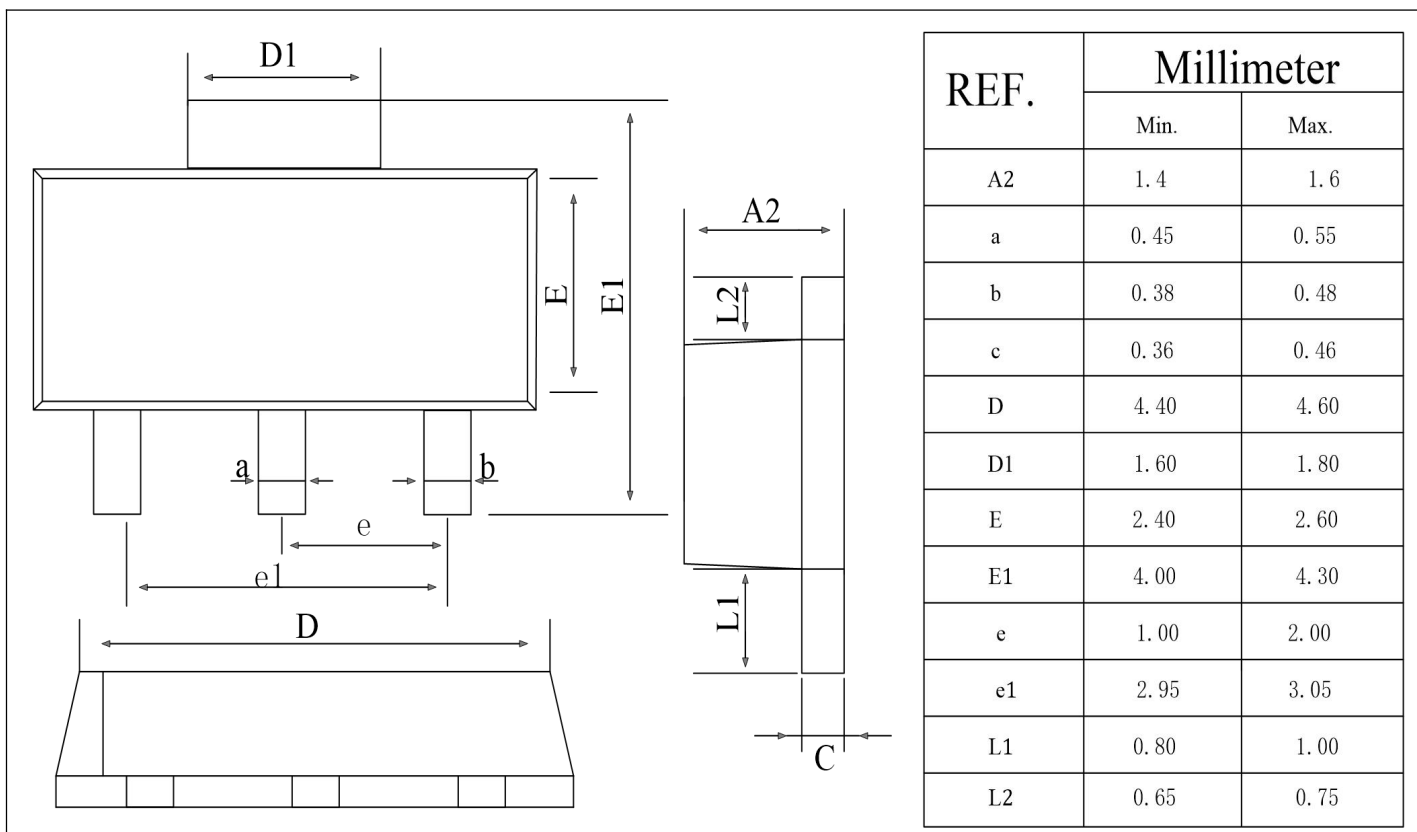 D1
E
E1
a
b
e
e1
D
A2
L2
L1
C
REF. Millimeter
Min. Max.
A2 1.4 1.6
a 0.45 0.55
b 0.38 0.48
c 0.36 0.46
D 4.40 4.60
D1 1.60 1.80
E 2.40 2.60
E1 4.00 4.30
e 1.00 2.00
e1 2.95 3.05
L1 0.80 1.00
L2 0.65 0.75